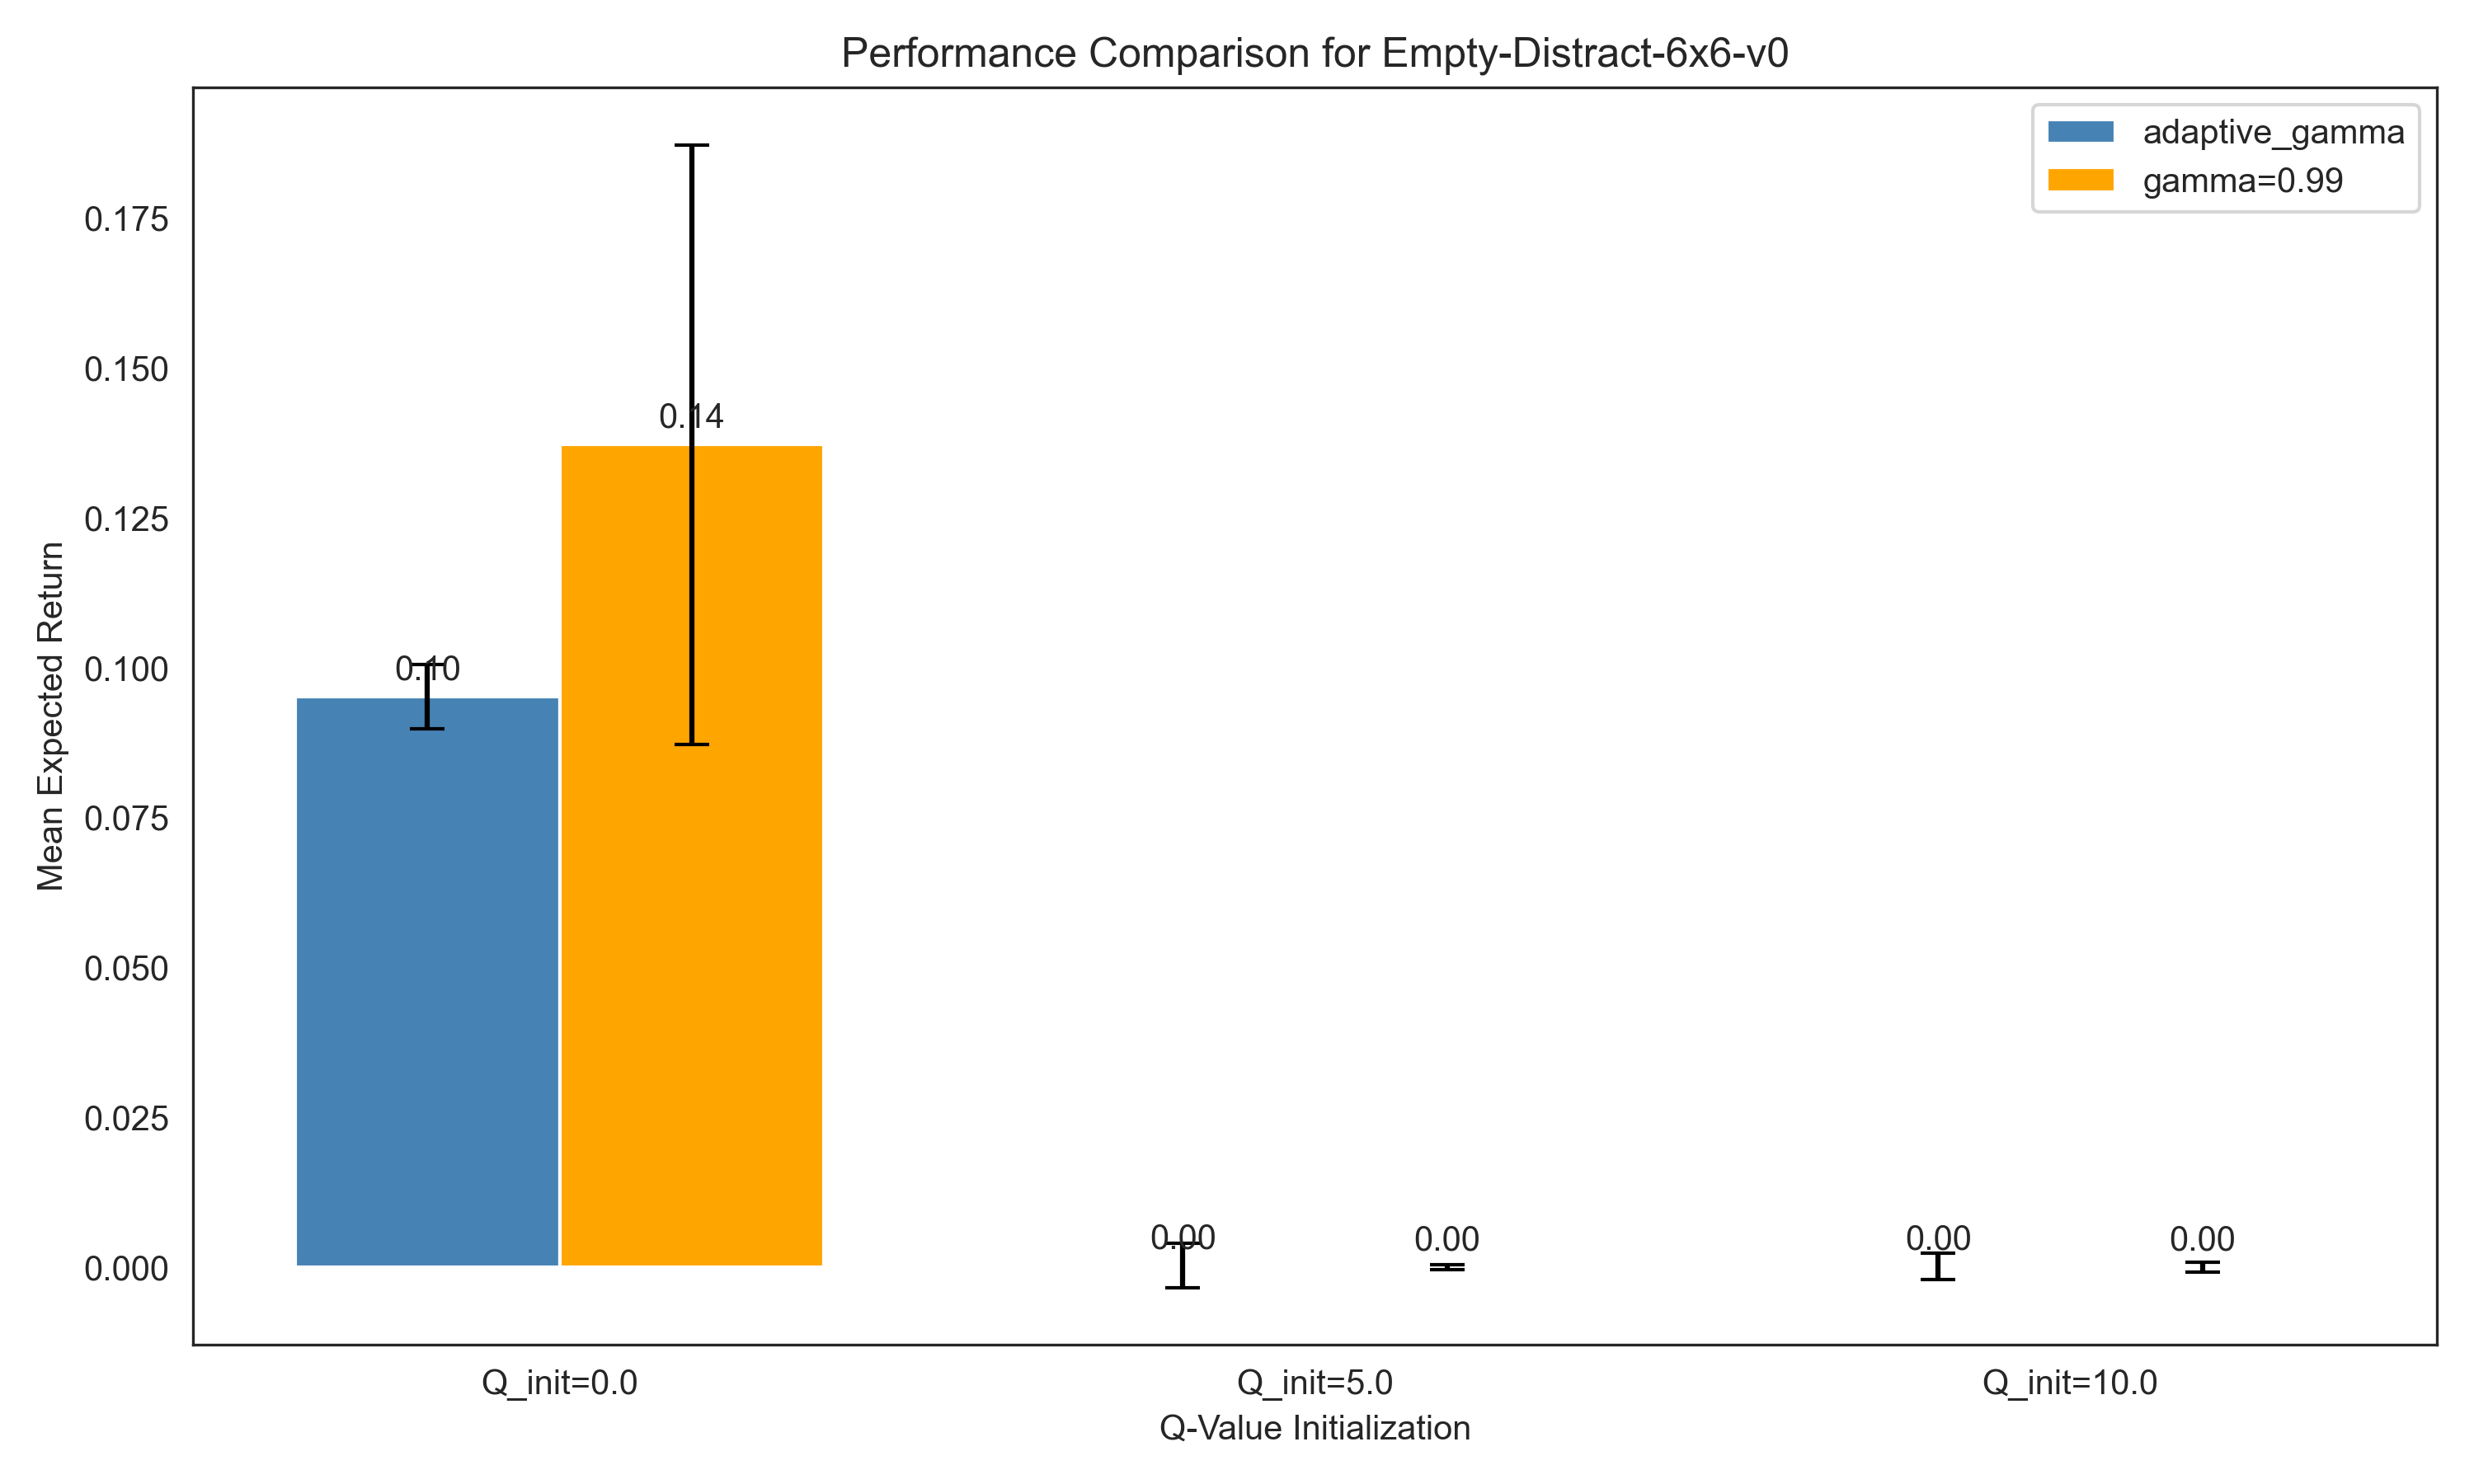 Performance Comparison for Empty-Distract-6x6-v0
adaptive_gamma
gamma=0.99
Mean Expected Return
0.175
0.150
0.125
0.100
0.075
0.050
0.025
0.000
0.10
0.14
0.00
0.00
0.00
0.00
Q_init=0.0
Q_init=5.0
Q_init=10.0
Q-Value Initialization